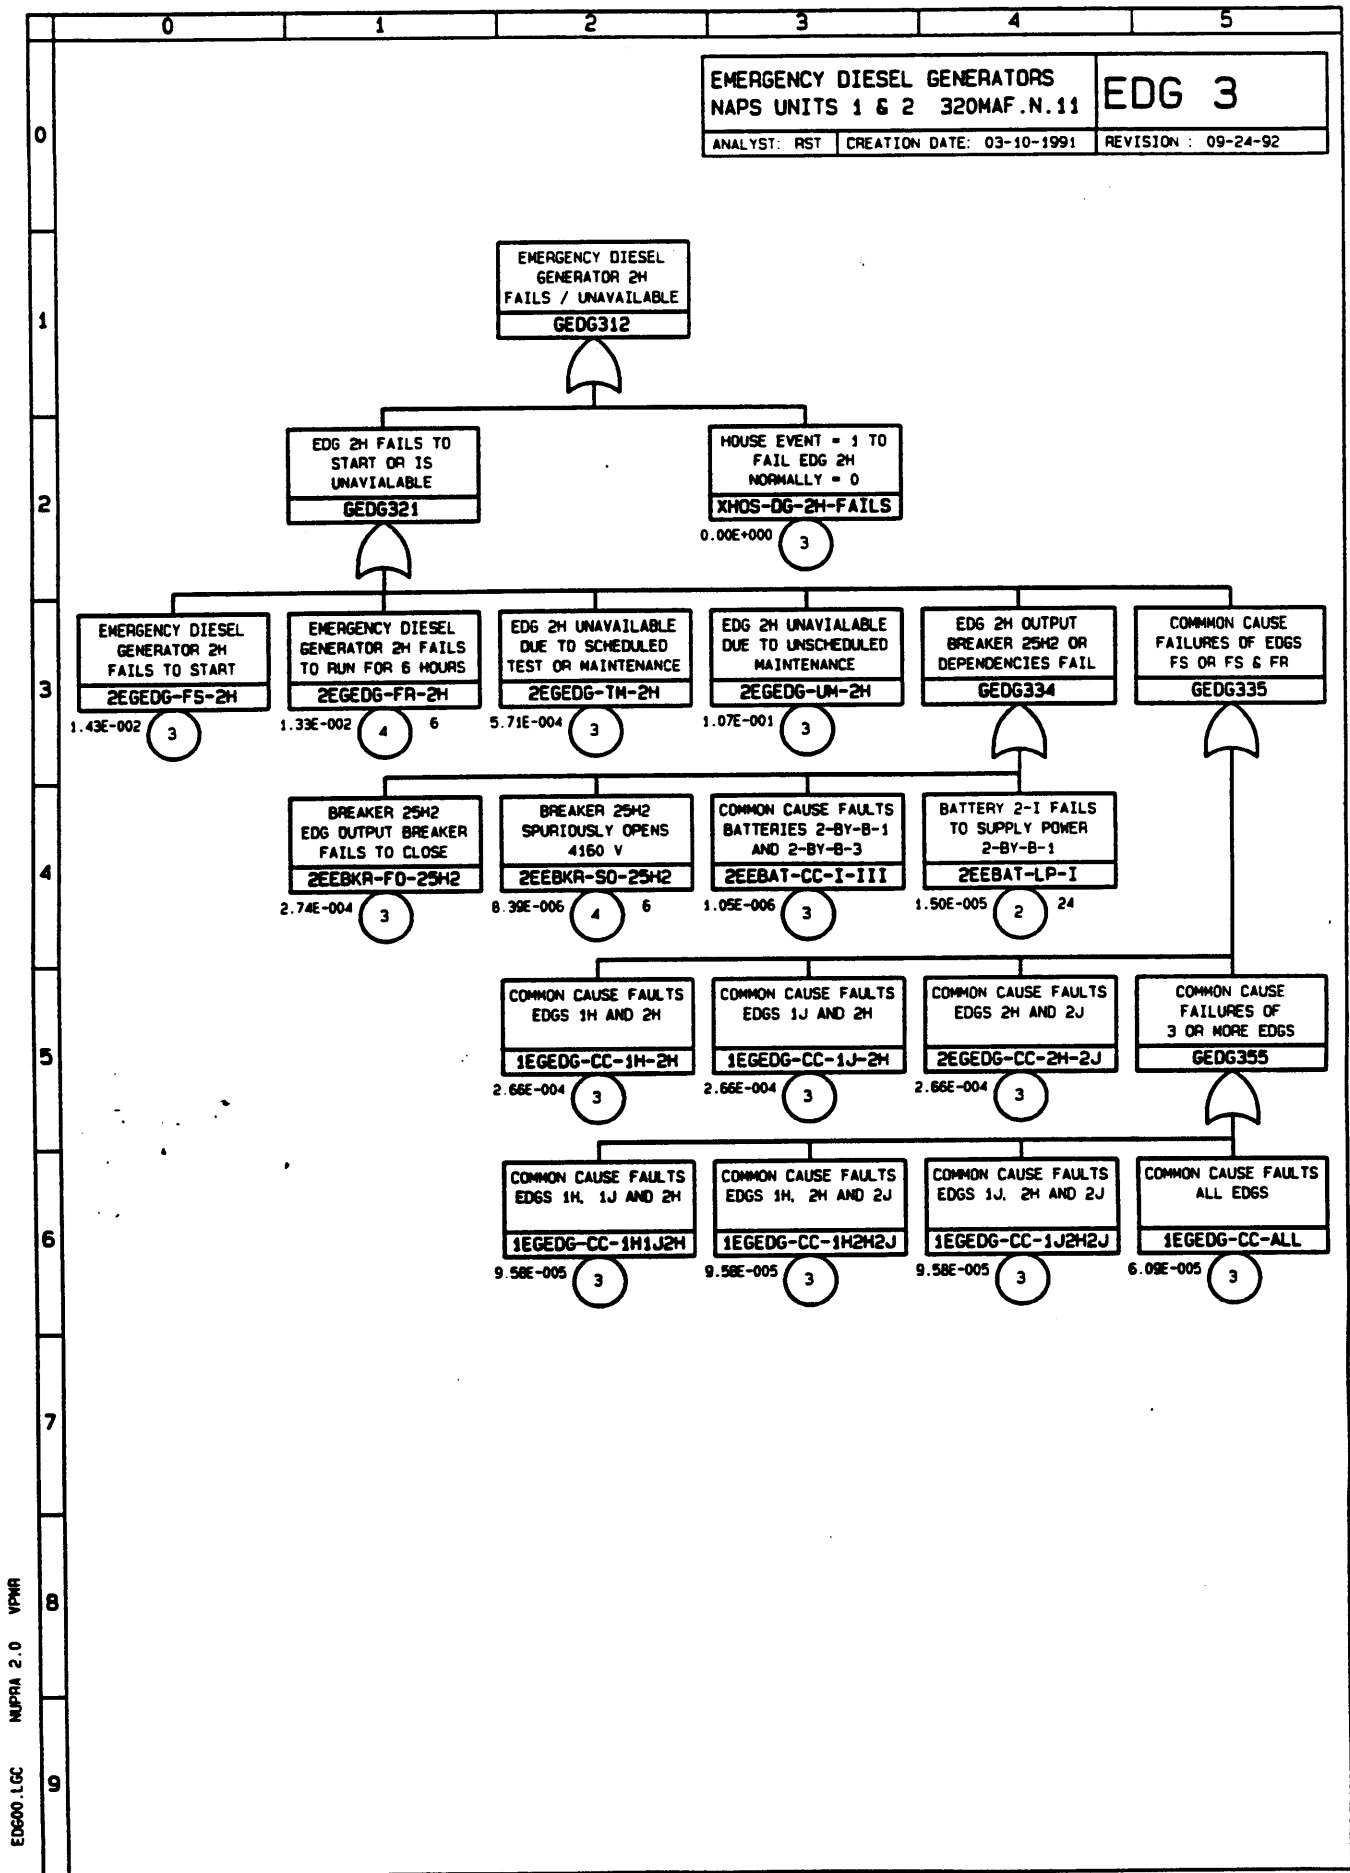 0 1 2 3 4 5
EMERGENCY DIESEL GENERATORS
NAPS UNITS 1 & 2 320MAF.N.11
EDG 3
ANALYST: RST
CREATION DATE: 03-10-1991
REVISION : 09-24-92
0
EMERGENCY DIESEL
GENERATOR 2H
FAILS / UNAVAILABLE
GEDG312
1
EDG 2H FAILS TO
START OR IS
UNAVIALABLE
GEDG321
HOUSE EVENT = 1 TO
FAIL EDG 2H
NORMALLY = 0
XHOS-DG-2H-FAILS
0.00E+000
3
2
EMERGENCY DIESEL
GENERATOR 2H
FAILS TO START
2EGEDG-FS-2H
1.43E-002
3
EMERGENCY DIESEL
GENERATOR 2H FAILS
TO RUN FOR 6 HOURS
2EGEDG-FR-2H
1.33E-002
4
6
EDG 2H UNAVAILABLE
DUE TO SCHEDULED
TEST OR MAINTENANCE
2EGEDG-TM-2H
5.71E-004
3
EDG 2H UNAVIALABLE
DUE TO UNSCHEDULED
MAINTENANCE
2EGEDG-UM-2H
1.07E-001
3
EDG 2H OUTPUT
BREAKER 25H2 OR
DEPENDENCIES FAIL
GEDG334
COMMMON CAUSE
FAILURES OF EDGS
FS OR FS & FR
GEDG335
3
BREAKER 25H2
EDG OUTPUT BREAKER
FAILS TO CLOSE
2EEBKR-FO-25H2
2.74E-004
3
BREAKER 25H2
SPURIOUSLY OPENS
4160 V
2EEBKR-SO-25H2
8.39E-006
4
6
COMMON CAUSE FAULTS
BATTERIES 2-BY-B-1
AND 2-BY-B-3
2EEBAT-CC-I-III
1.05E-006
3
BATTERY 2-I FAILS
TO SUPPLY POWER
2-BY-B-1
2EEBAT-LP-I
1.50E-005
2
24
4
COMMON CAUSE FAULTS
EDGS 1H AND 2H
1EGEDG-CC-1H-2H
2.66E-004
3
COMMON CAUSE FAULTS
EDGS 1J AND 2H
1EGEDG-CC-1J-2H
2.66E-004
3
COMMON CAUSE FAULTS
EDGS 2H AND 2J
2EGEDG-CC-2H-2J
2.66E-004
3
COMMON CAUSE
FAILURES OF
3 OR MORE EDGS
GEDG355
5
COMMON CAUSE FAULTS
EDGS 1H, 1J AND 2H
1EGEDG-CC-1H1J2H
9.58E-005
3
COMMON CAUSE FAULTS
EDGS 1H, 2H AND 2J
1EGEDG-CC-1H2H2J
9.58E-005
3
COMMON CAUSE FAULTS
EDGS 1J, 2H AND 2J
1EGEDG-CC-1J2H2J
9.58E-005
3
COMMON CAUSE FAULTS
ALL EDGS
1EGEDG-CC-ALL
6.09E-005
3
6
7
8
9
EDG00.LGC NUPRA 2.0 VPWR